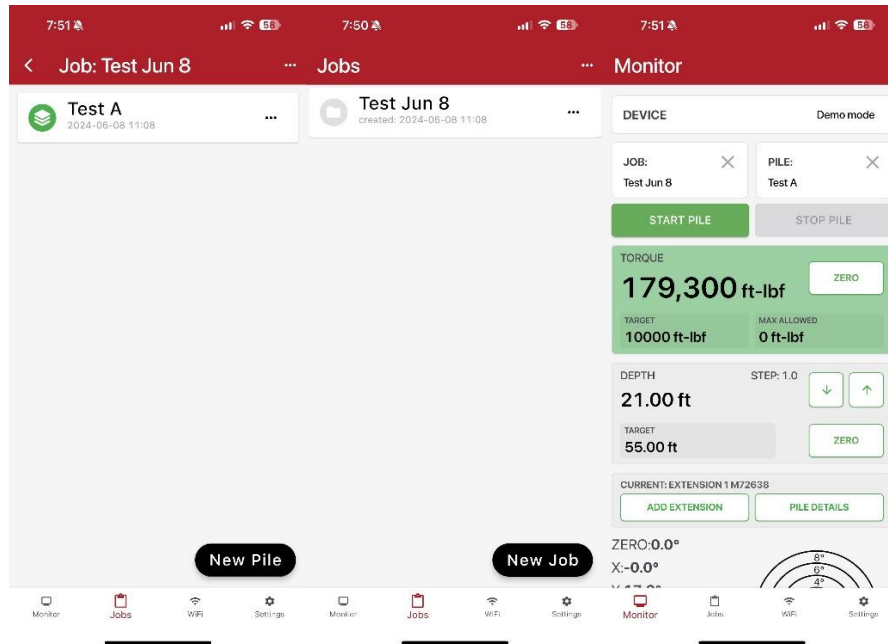 7:51
58
Job: Test Jun 8
Test A
2024-06-08 11:08
New Pile
Monitor
Jobs
WiFi
Settings
7:50
58
Jobs
Test Jun 8
created: 2024-06-08 11:08
New Job
Monitor
Jobs
WiFi
Settings
7:51
58
Monitor
DEVICE Demo mode
JOB:
Test Jun 8
PILE:
Test A
START PILE
STOP PILE
TORQUE
179,300 ft-lbf
ZERO
TARGET
10000 ft-lbf
MAX ALLOWED
0 ft-lbf
DEPTH
STEP: 1.0
21.00 ft
TARGET
55.00 ft
ZERO
CURRENT: EXTENSION 1 M72638
ADD EXTENSION
PILE DETAILS
ZERO:0.0°
X:-0.0°
8°
6°
4°
Monitor
Jobs
WiFi
Settings